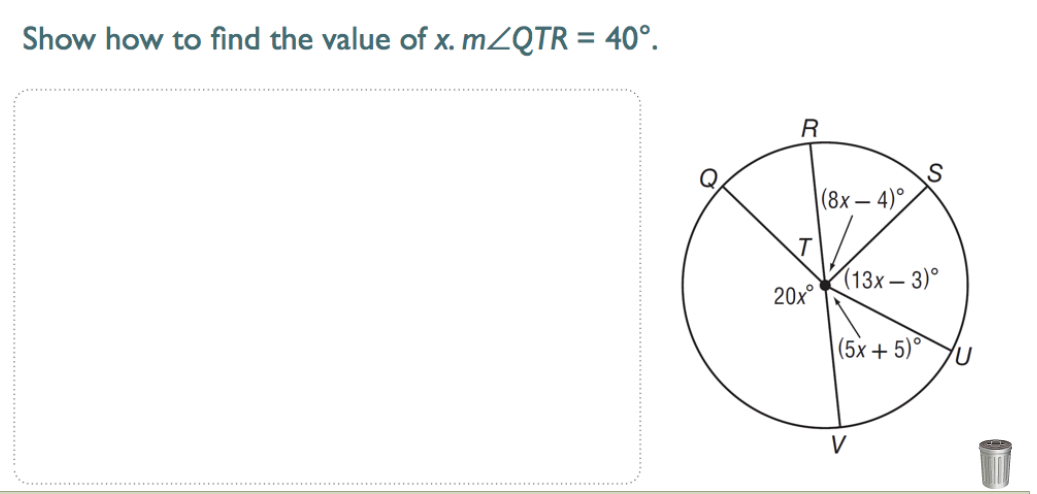 Show how to find the value of x. m∠QTR = 40°.
R
Q
S
(8x – 4)°
T
(13x – 3)°
20x°
(5x + 5)°
U
V